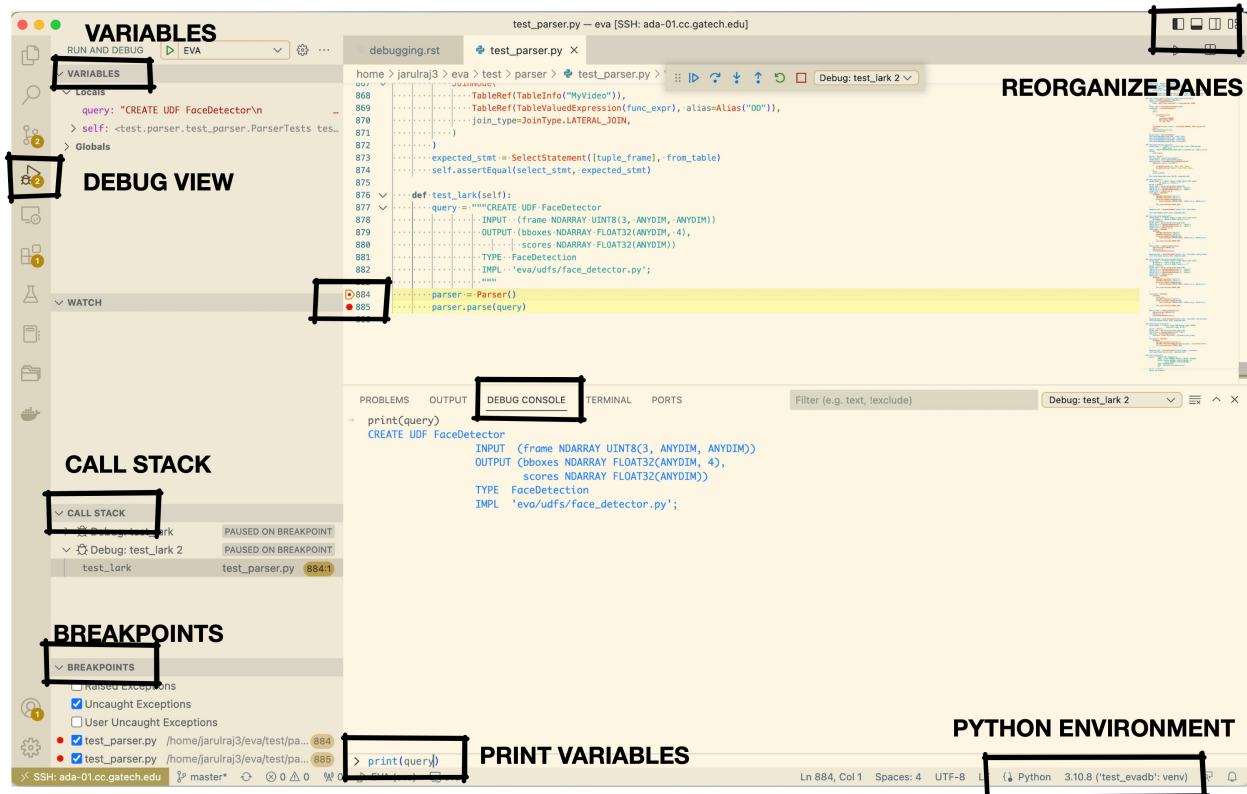 test_parser.py — eva [SSH: ada-01.cc.gatech.edu]
VARIABLES
RUN AND DEBUG EVA
debugging.rst
test_parser.py
VARIABLES
home > jarulraj3 > eva > test > parser > test_parser.py >
Debug: test_lark 2
REORGANIZE PANES
Locals
query: "CREATE UDF FaceDetector\n …
self: <test.parser.test_parser.ParserTests tes…
Globals
2
DEBUG VIEW
2
1
867 JoinNode(
868 TableRef(TableInfo("MyVideo")),
869 TableRef(TableValuedExpression(func_expr), alias=Alias("OD")),
870 join_type=JoinType.LATERAL_JOIN,
871 )
872 )
873 expected_stmt = SelectStatement([tuple_frame], from_table)
874 self.assertEqual(select_stmt, expected_stmt)
875
876 def test_lark(self):
877 query = """CREATE UDF FaceDetector
878 INPUT (frame NDARRAY UINT8(3, ANYDIM, ANYDIM))
879 OUTPUT (bboxes NDARRAY FLOAT32(ANYDIM, 4),
880 scores NDARRAY FLOAT32(ANYDIM))
881 TYPE FaceDetection
882 IMPL 'eva/udfs/face_detector.py';
"""
884 parser = Parser()
885 parser.parse(query)
WATCH
PROBLEMS OUTPUT DEBUG CONSOLE TERMINAL PORTS
Filter (e.g. text, !exclude)
Debug: test_lark 2
print(query)
CREATE UDF FaceDetector
INPUT (frame NDARRAY UINT8(3, ANYDIM, ANYDIM))
OUTPUT (bboxes NDARRAY FLOAT32(ANYDIM, 4),
scores NDARRAY FLOAT32(ANYDIM))
TYPE FaceDetection
IMPL 'eva/udfs/face_detector.py';
CALL STACK
CALL STACK
Debug: test_lark PAUSED ON BREAKPOINT
Debug: test_lark 2 PAUSED ON BREAKPOINT
test_lark test_parser.py 884:1
BREAKPOINTS
BREAKPOINTS
Raised Exceptions
Uncaught Exceptions
User Uncaught Exceptions
1
test_parser.py /home/jarulraj3/eva/test/pa… 884
test_parser.py /home/jarulraj3/eva/test/pa… 885
> print(query)
PRINT VARIABLES
PYTHON ENVIRONMENT
SSH: ada-01.cc.gatech.edu master* 0 0
Ln 884, Col 1 Spaces: 4 UTF-8 Python 3.10.8 ('test_evadb': venv)